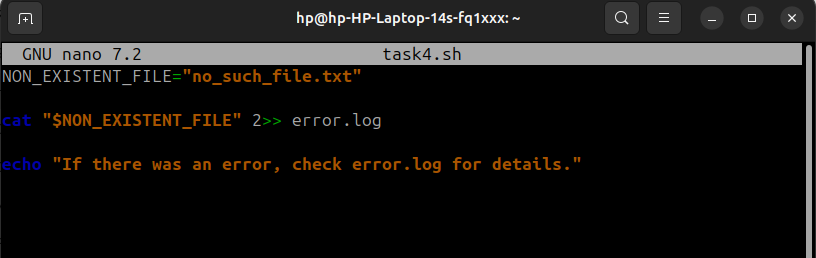 hp@hp-HP-Laptop-14s-fq1xxx: ~
GNU nano 7.2 task4.sh
NON_EXISTENT_FILE="no_such_file.txt"
cat "$NON_EXISTENT_FILE" 2>> error.log
echo "If there was an error, check error.log for details."